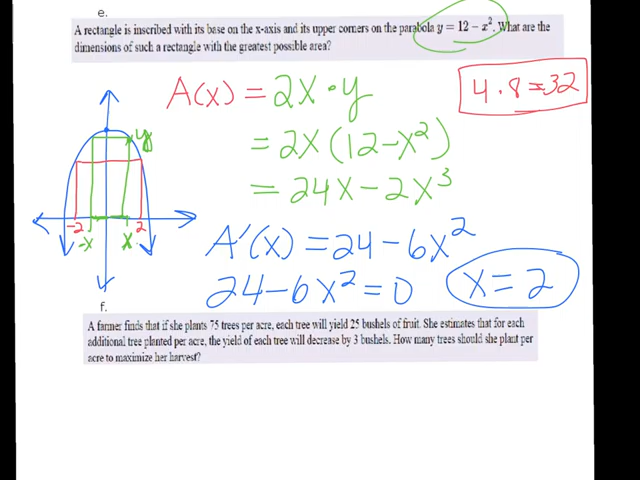 e.
A rectangle is inscribed with its base on the x-axis and its upper corners on the parabola y = 12 − x². What are the
dimensions of such a rectangle with the greatest possible area?
A(x) = 2x · y
4 · 8 = 32
= 2x (12 − x²)
= 24x − 2x³
y
−2 −x x 2
A'(x) = 24 − 6x²
24 − 6x² = 0
x = 2
f.
A farmer finds that if she plants 75 trees per acre, each tree will yield 25 bushels of fruit. She estimates that for each
additional tree planted per acre, the yield of each tree will decrease by 3 bushels. How many trees should she plant per
acre to maximize her harvest?